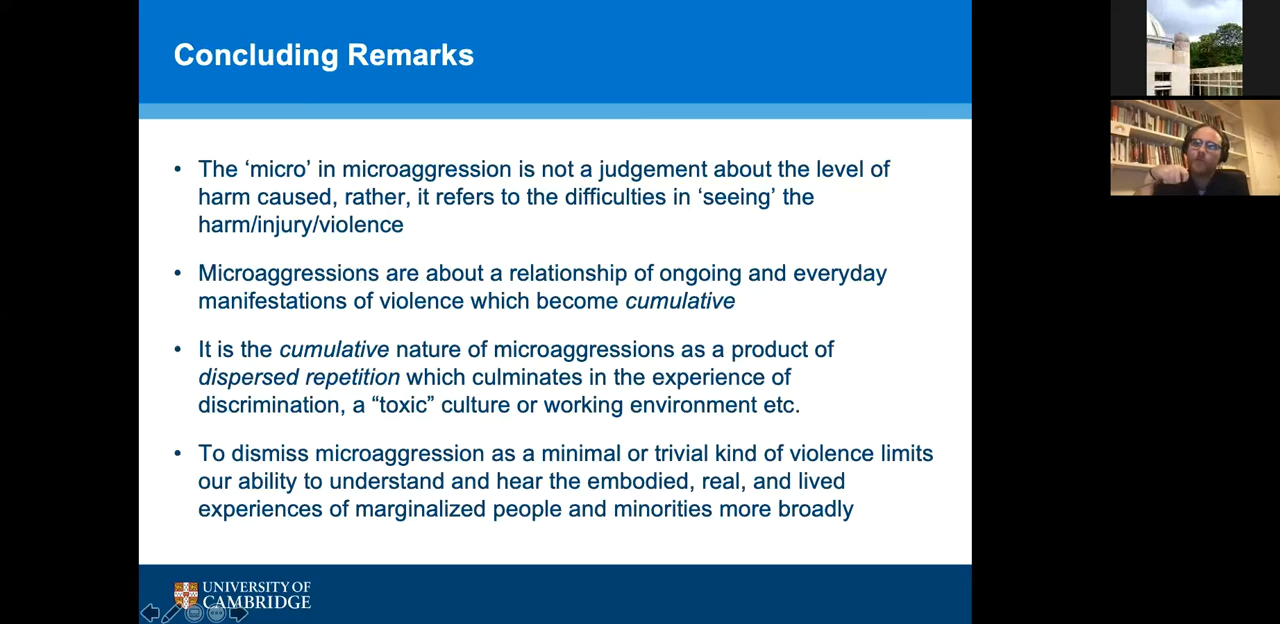 Concluding Remarks
• The ‘micro’ in microaggression is not a judgement about the level of
harm caused, rather, it refers to the difficulties in ‘seeing’ the
harm/injury/violence
• Microaggressions are about a relationship of ongoing and everyday
manifestations of violence which become cumulative
• It is the cumulative nature of microaggressions as a product of
dispersed repetition which culminates in the experience of
discrimination, a “toxic” culture or working environment etc.
• To dismiss microaggression as a minimal or trivial kind of violence limits
our ability to understand and hear the embodied, real, and lived
experiences of marginalized people and minorities more broadly
UNIVERSITY OF
CAMBRIDGE